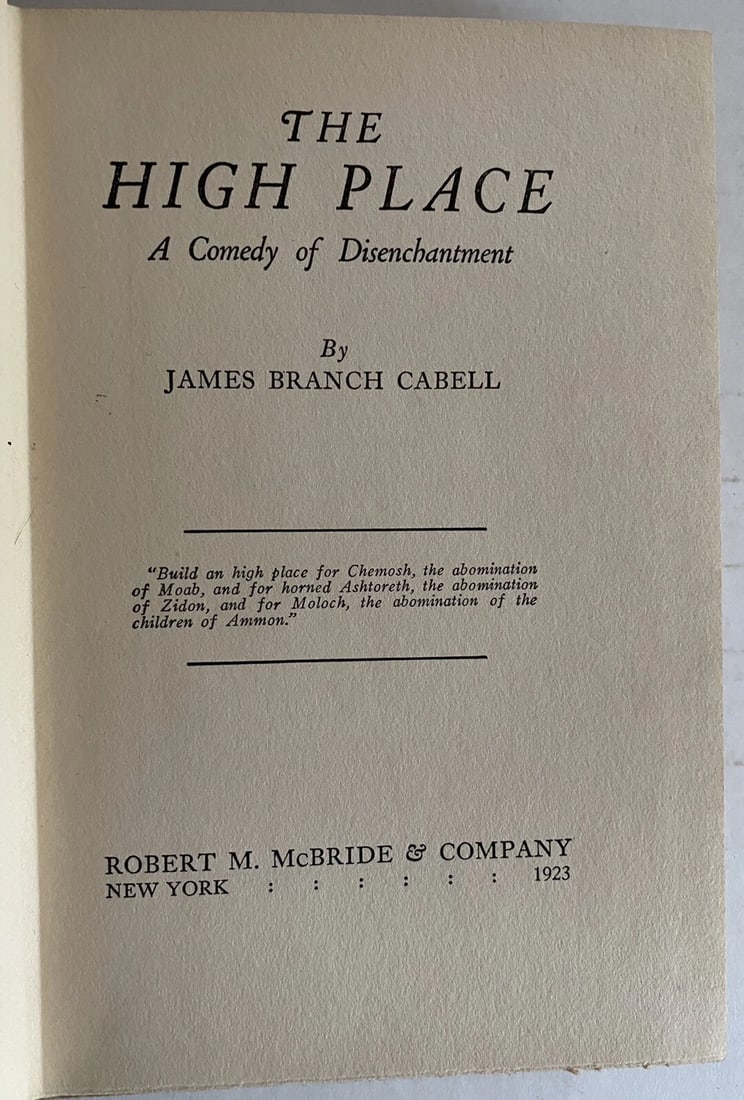 THE
HIGH PLACE
A Comedy of Disenchantment
By
JAMES BRANCH CABELL
"Build an high place for Chemosh, the abomination
of Moab, and for horned Ashtoreth, the abomination
of Zidon, and for Moloch, the abomination of the
children of Ammon."
ROBERT M. McBRIDE & COMPANY
NEW YORK : : : : : : 1923